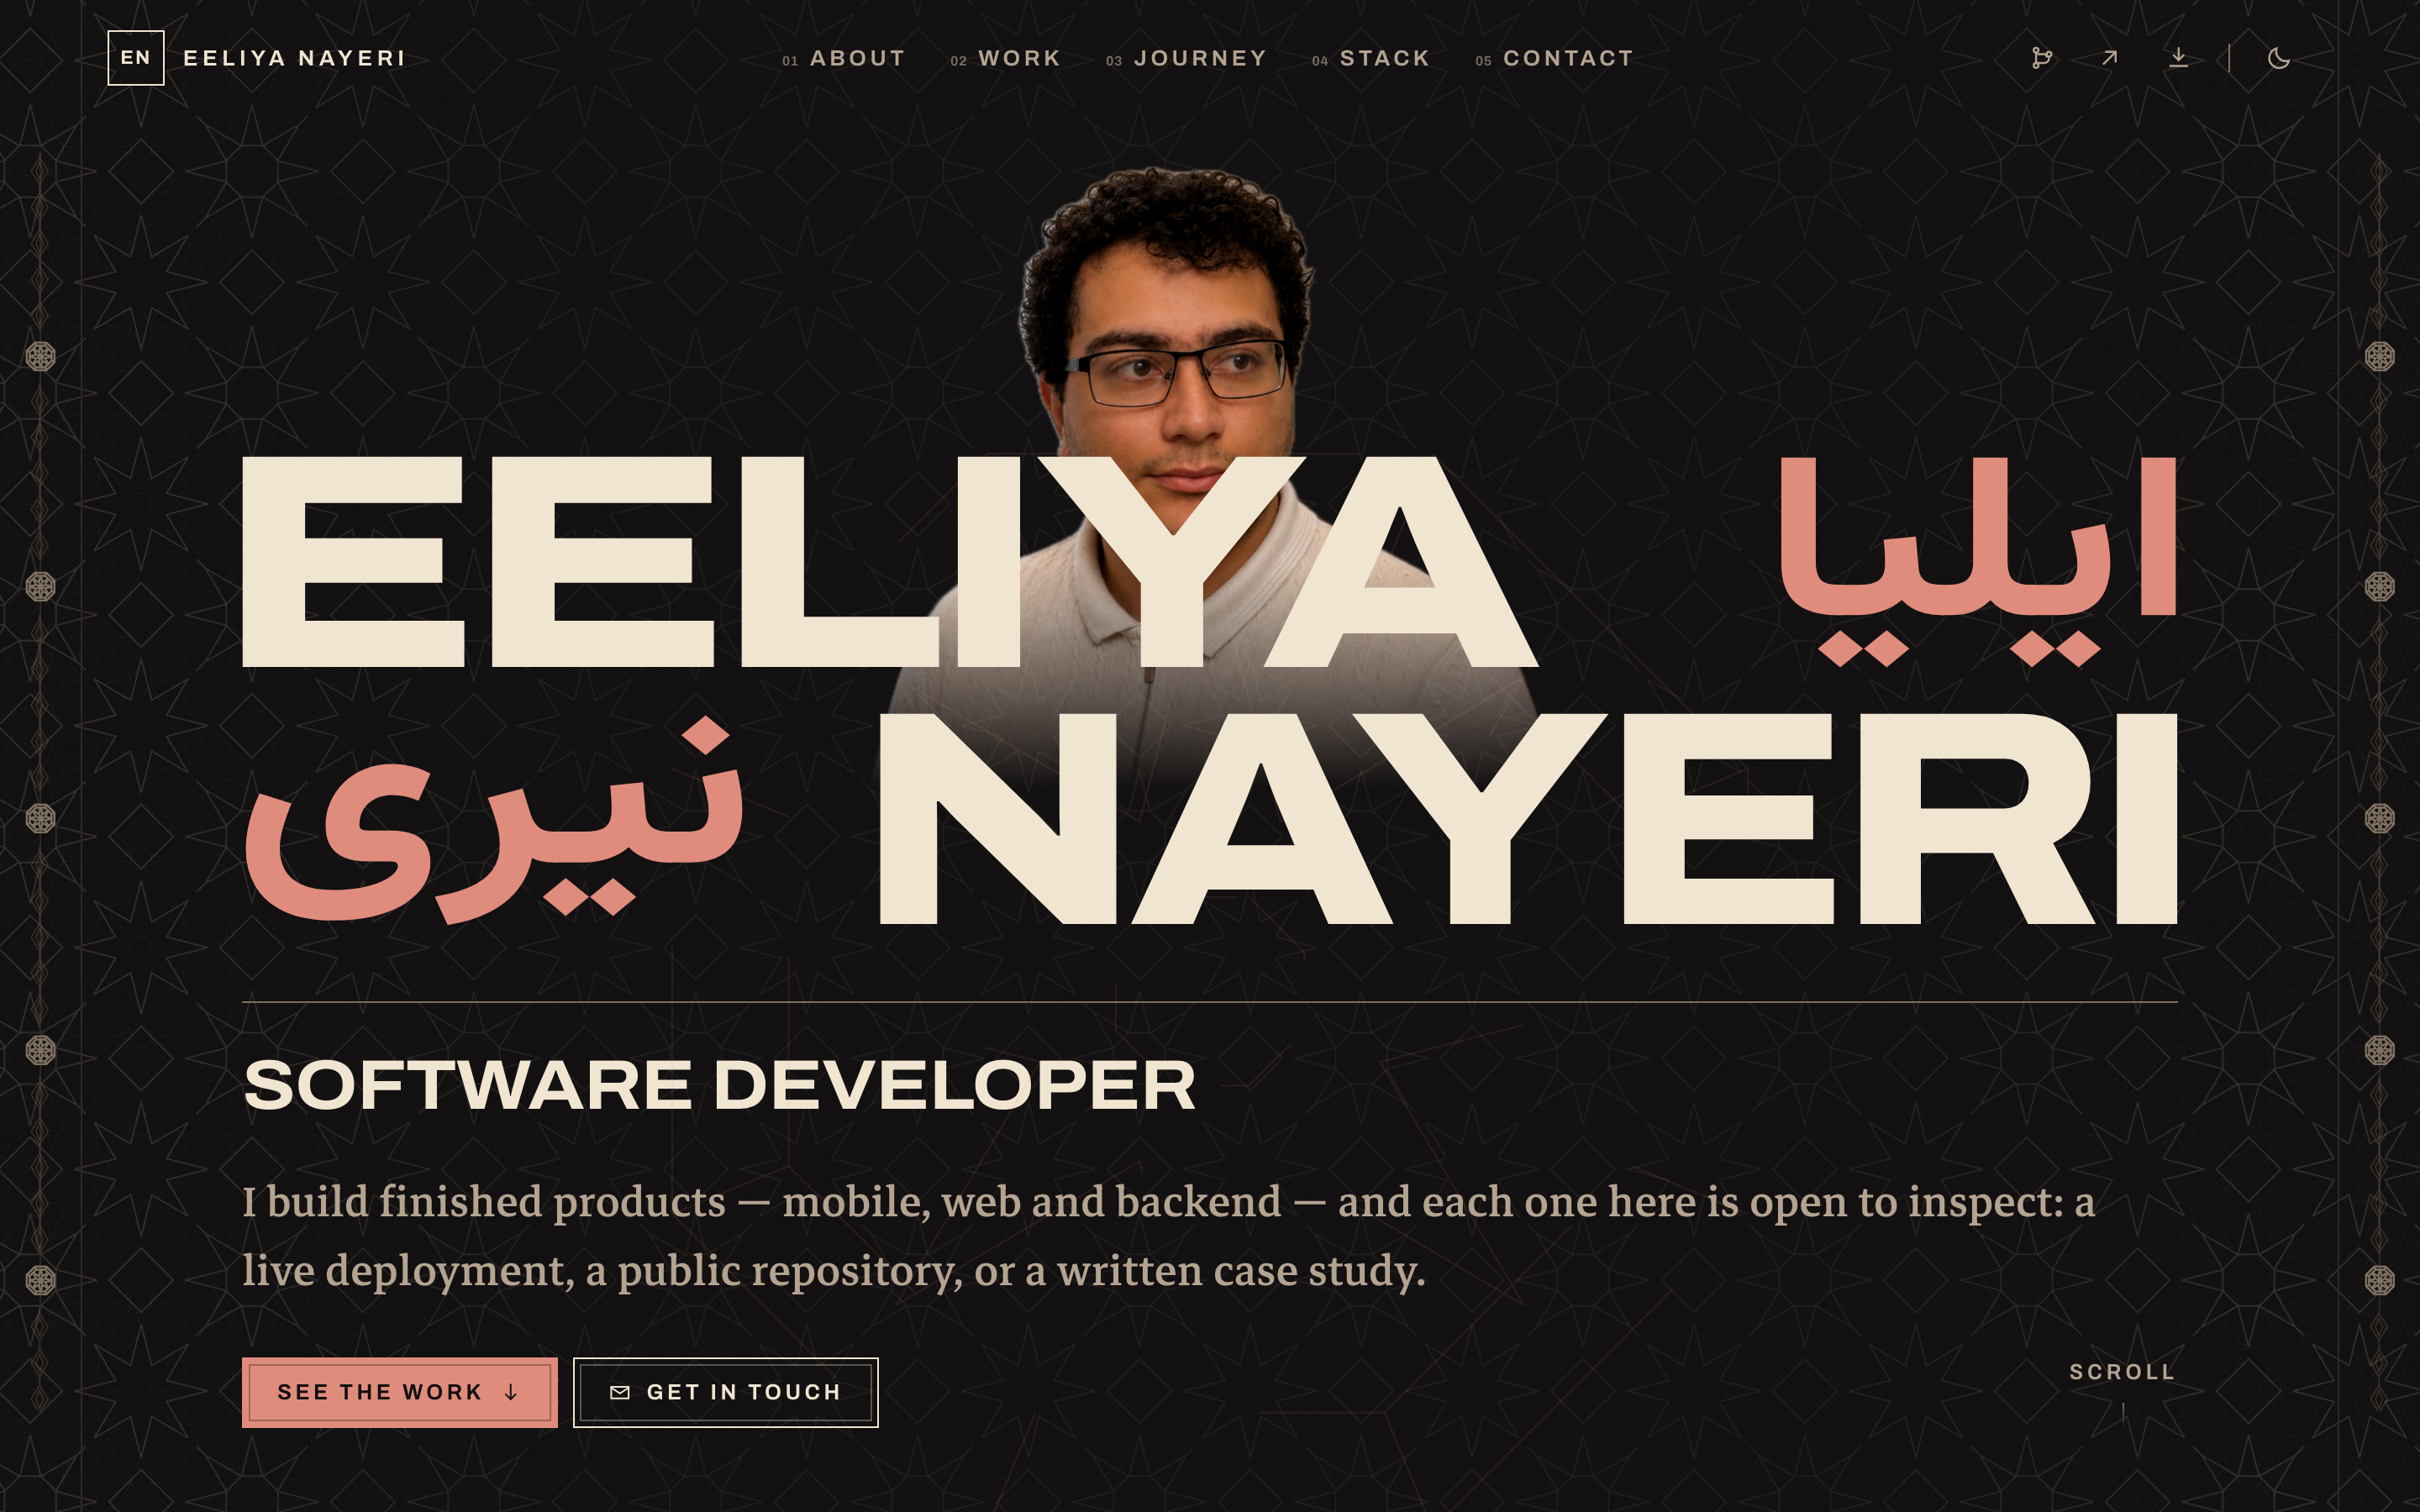 EN EELIYA NAYERI
01 ABOUT 02 WORK 03 JOURNEY 04 STACK 05 CONTACT
EELIYA ایلیا
نیری NAYERI
SOFTWARE DEVELOPER
I build finished products — mobile, web and backend — and each one here is open to inspect: a
live deployment, a public repository, or a written case study.
SEE THE WORK ↓ GET IN TOUCH
SCROLL